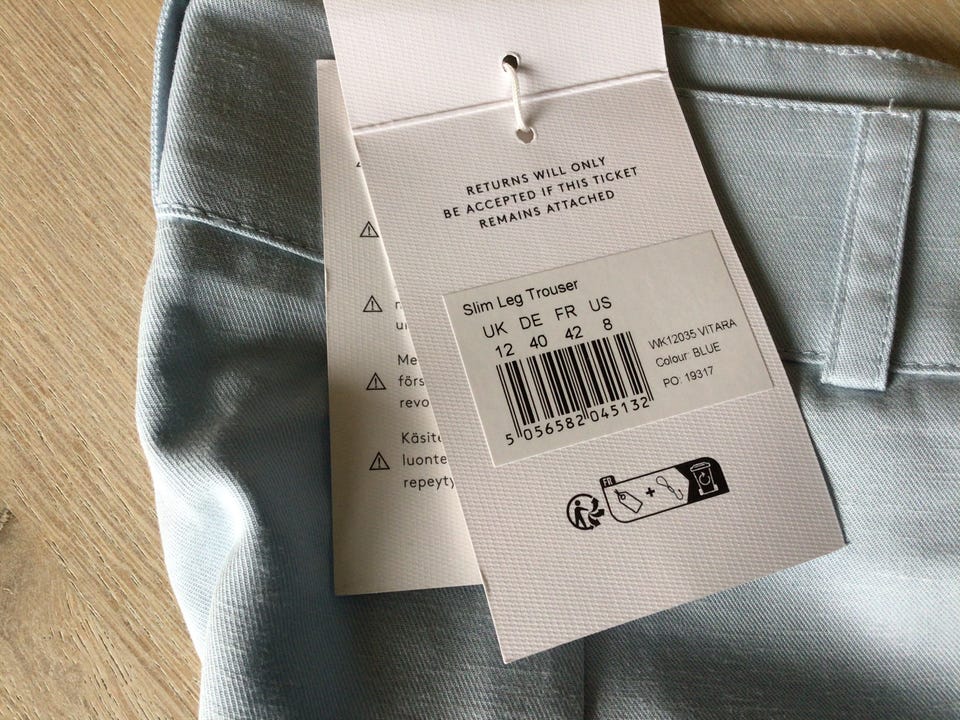 RETURNS WILL ONLY
BE ACCEPTED IF THIS TICKET
REMAINS ATTACHED
Slim Leg Trouser
UK DE FR US
12 40 42 8
WK12035 VITARA
Colour: BLUE
PO: 19317
5 056582 045132
FR
Me
förs
revo
Käsite
luonte
repeyty